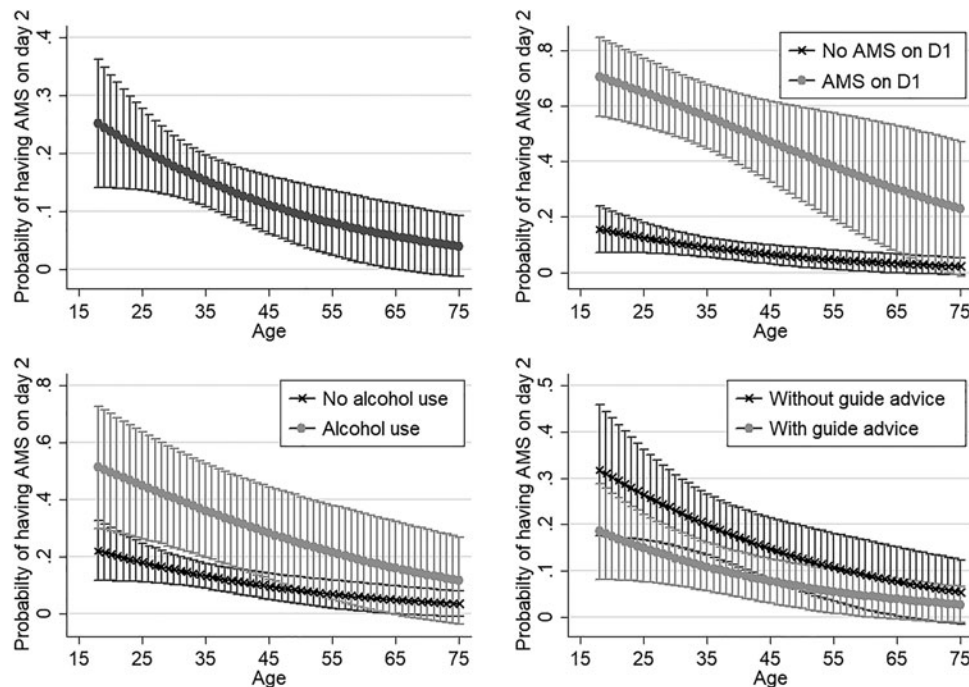 Probability of having AMS on day 2
.4
.3
.2
.1
0
15 25 35 45 55 65 75
Age
Probability of having AMS on day 2
.8
.6
.4
.2
0
No AMS on D1
AMS on D1
15 25 35 45 55 65 75
Age
Probability of having AMS on day 2
.8
.6
.4
.2
0
No alcohol use
Alcohol use
15 25 35 45 55 65 75
Age
Probability of having AMS on day 2
.5
.4
.3
.2
.1
0
Without guide advice
With guide advice
15 25 35 45 55 65 75
Age